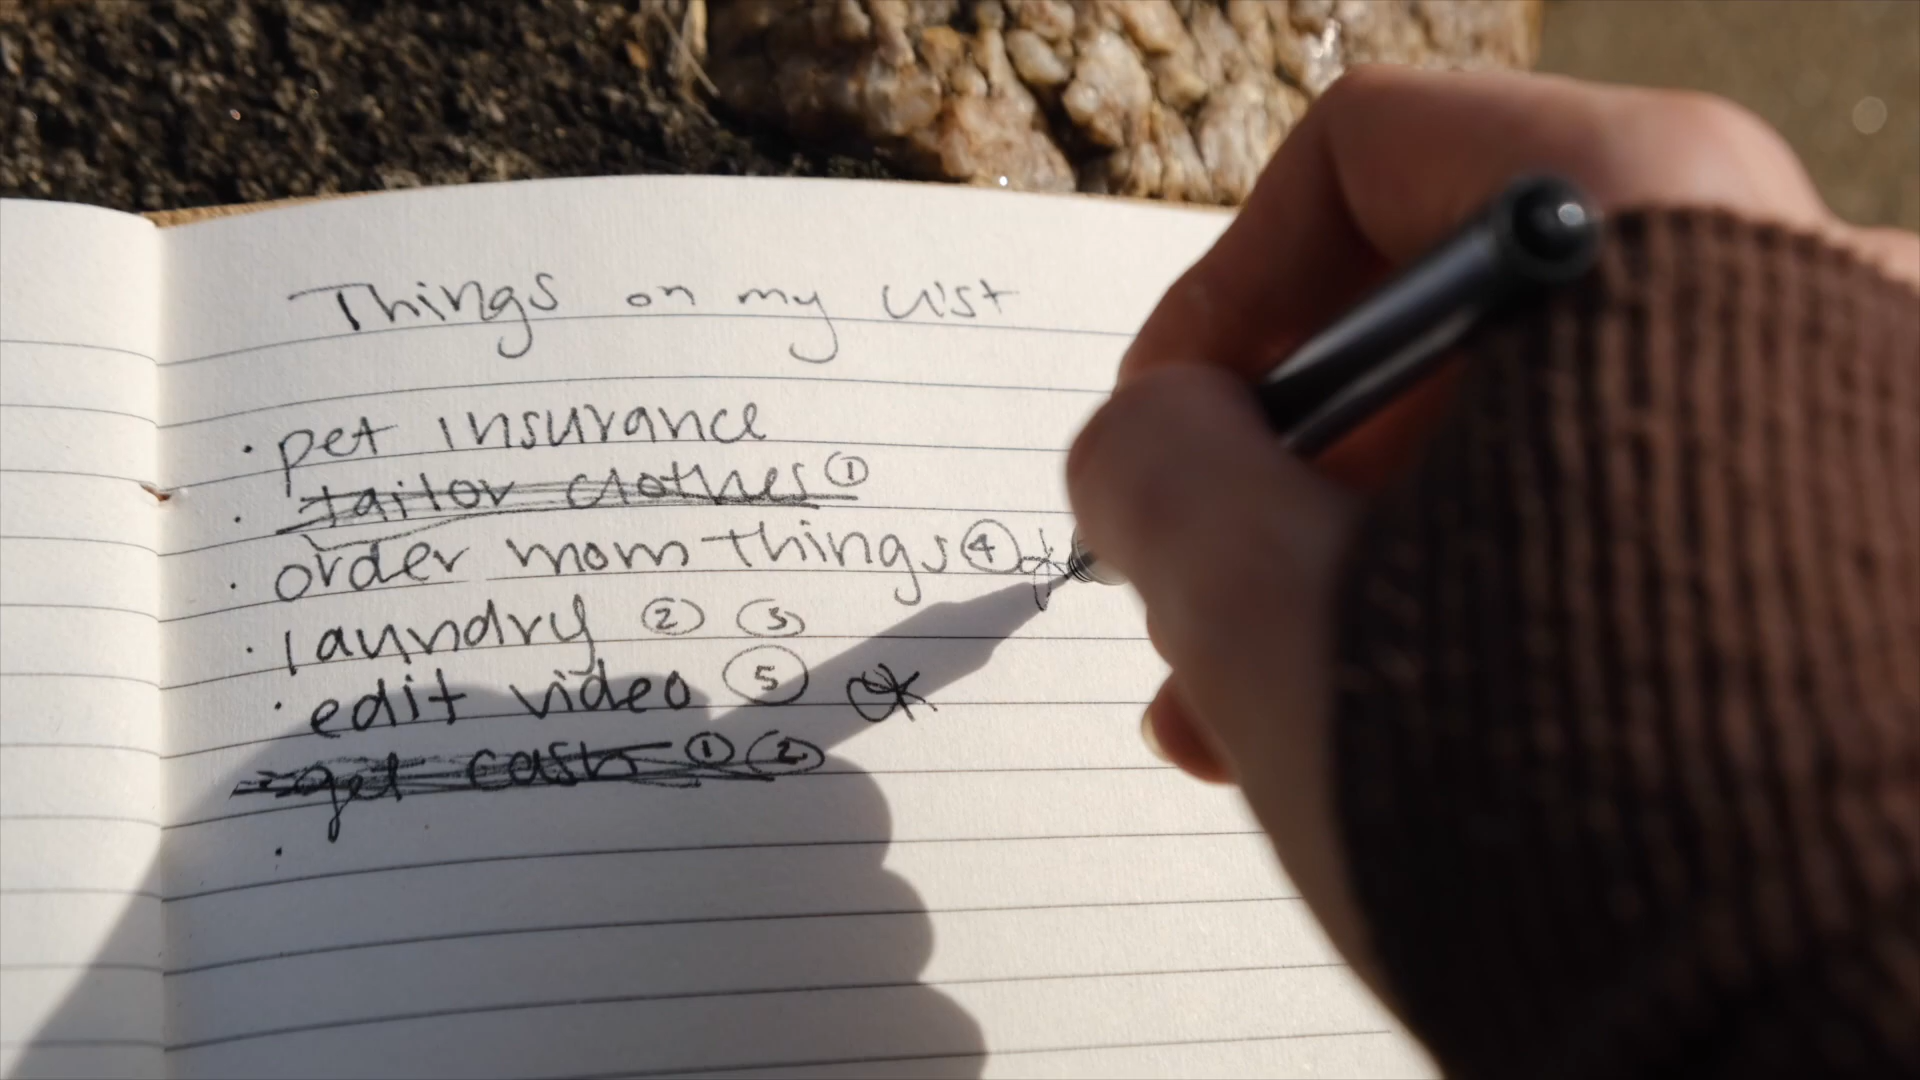 Things on my list
· pet insurance
· tailor clothes ①
· order mom things ④ *
· laundry ② ③
· edit video ⑤ *
· get cash ① ②
·